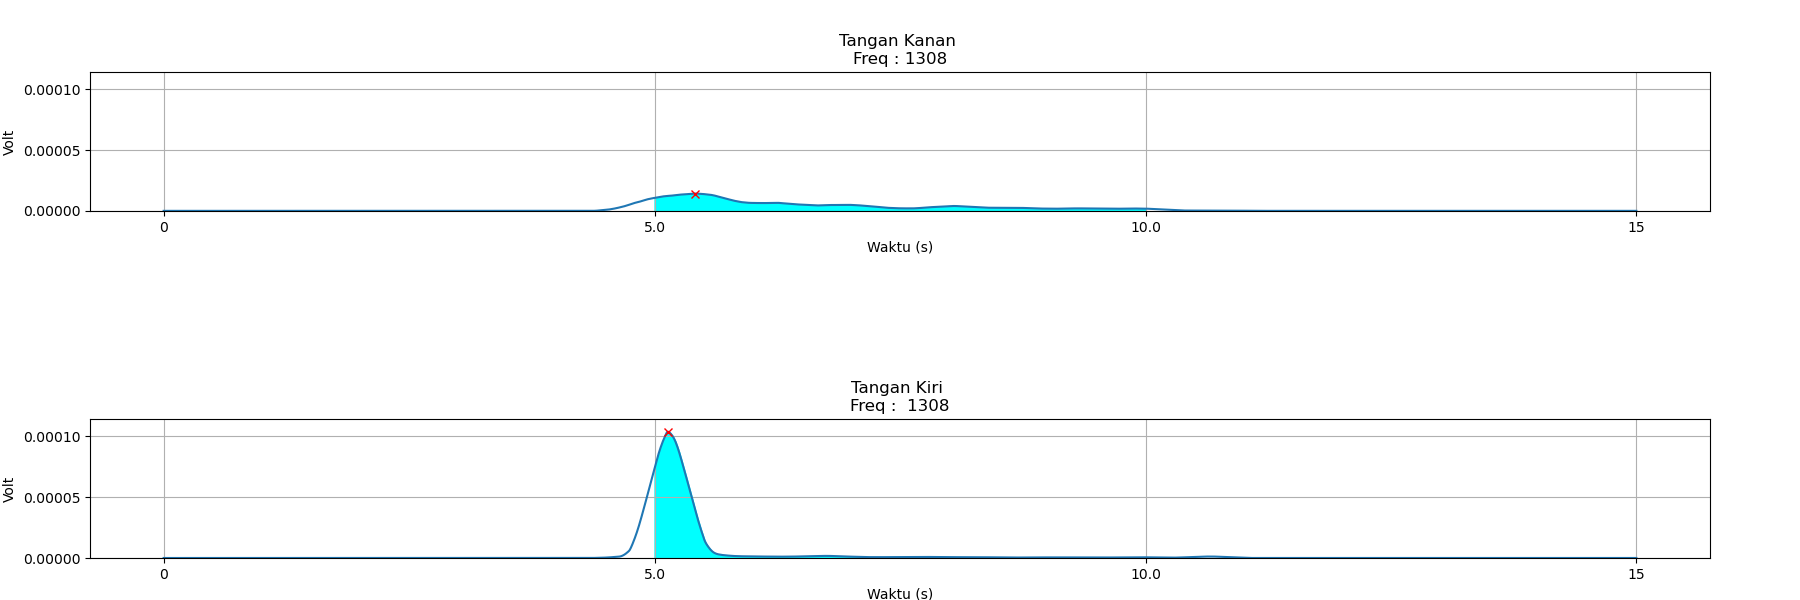 Tangan Kanan
Freq : 1308
0.00010
0.00005
0.00000
Volt
0 5.0 10.0 15
Waktu (s)
Tangan Kiri
Freq :  1308
0.00010
0.00005
0.00000
Volt
0 5.0 10.0 15
Waktu (s)